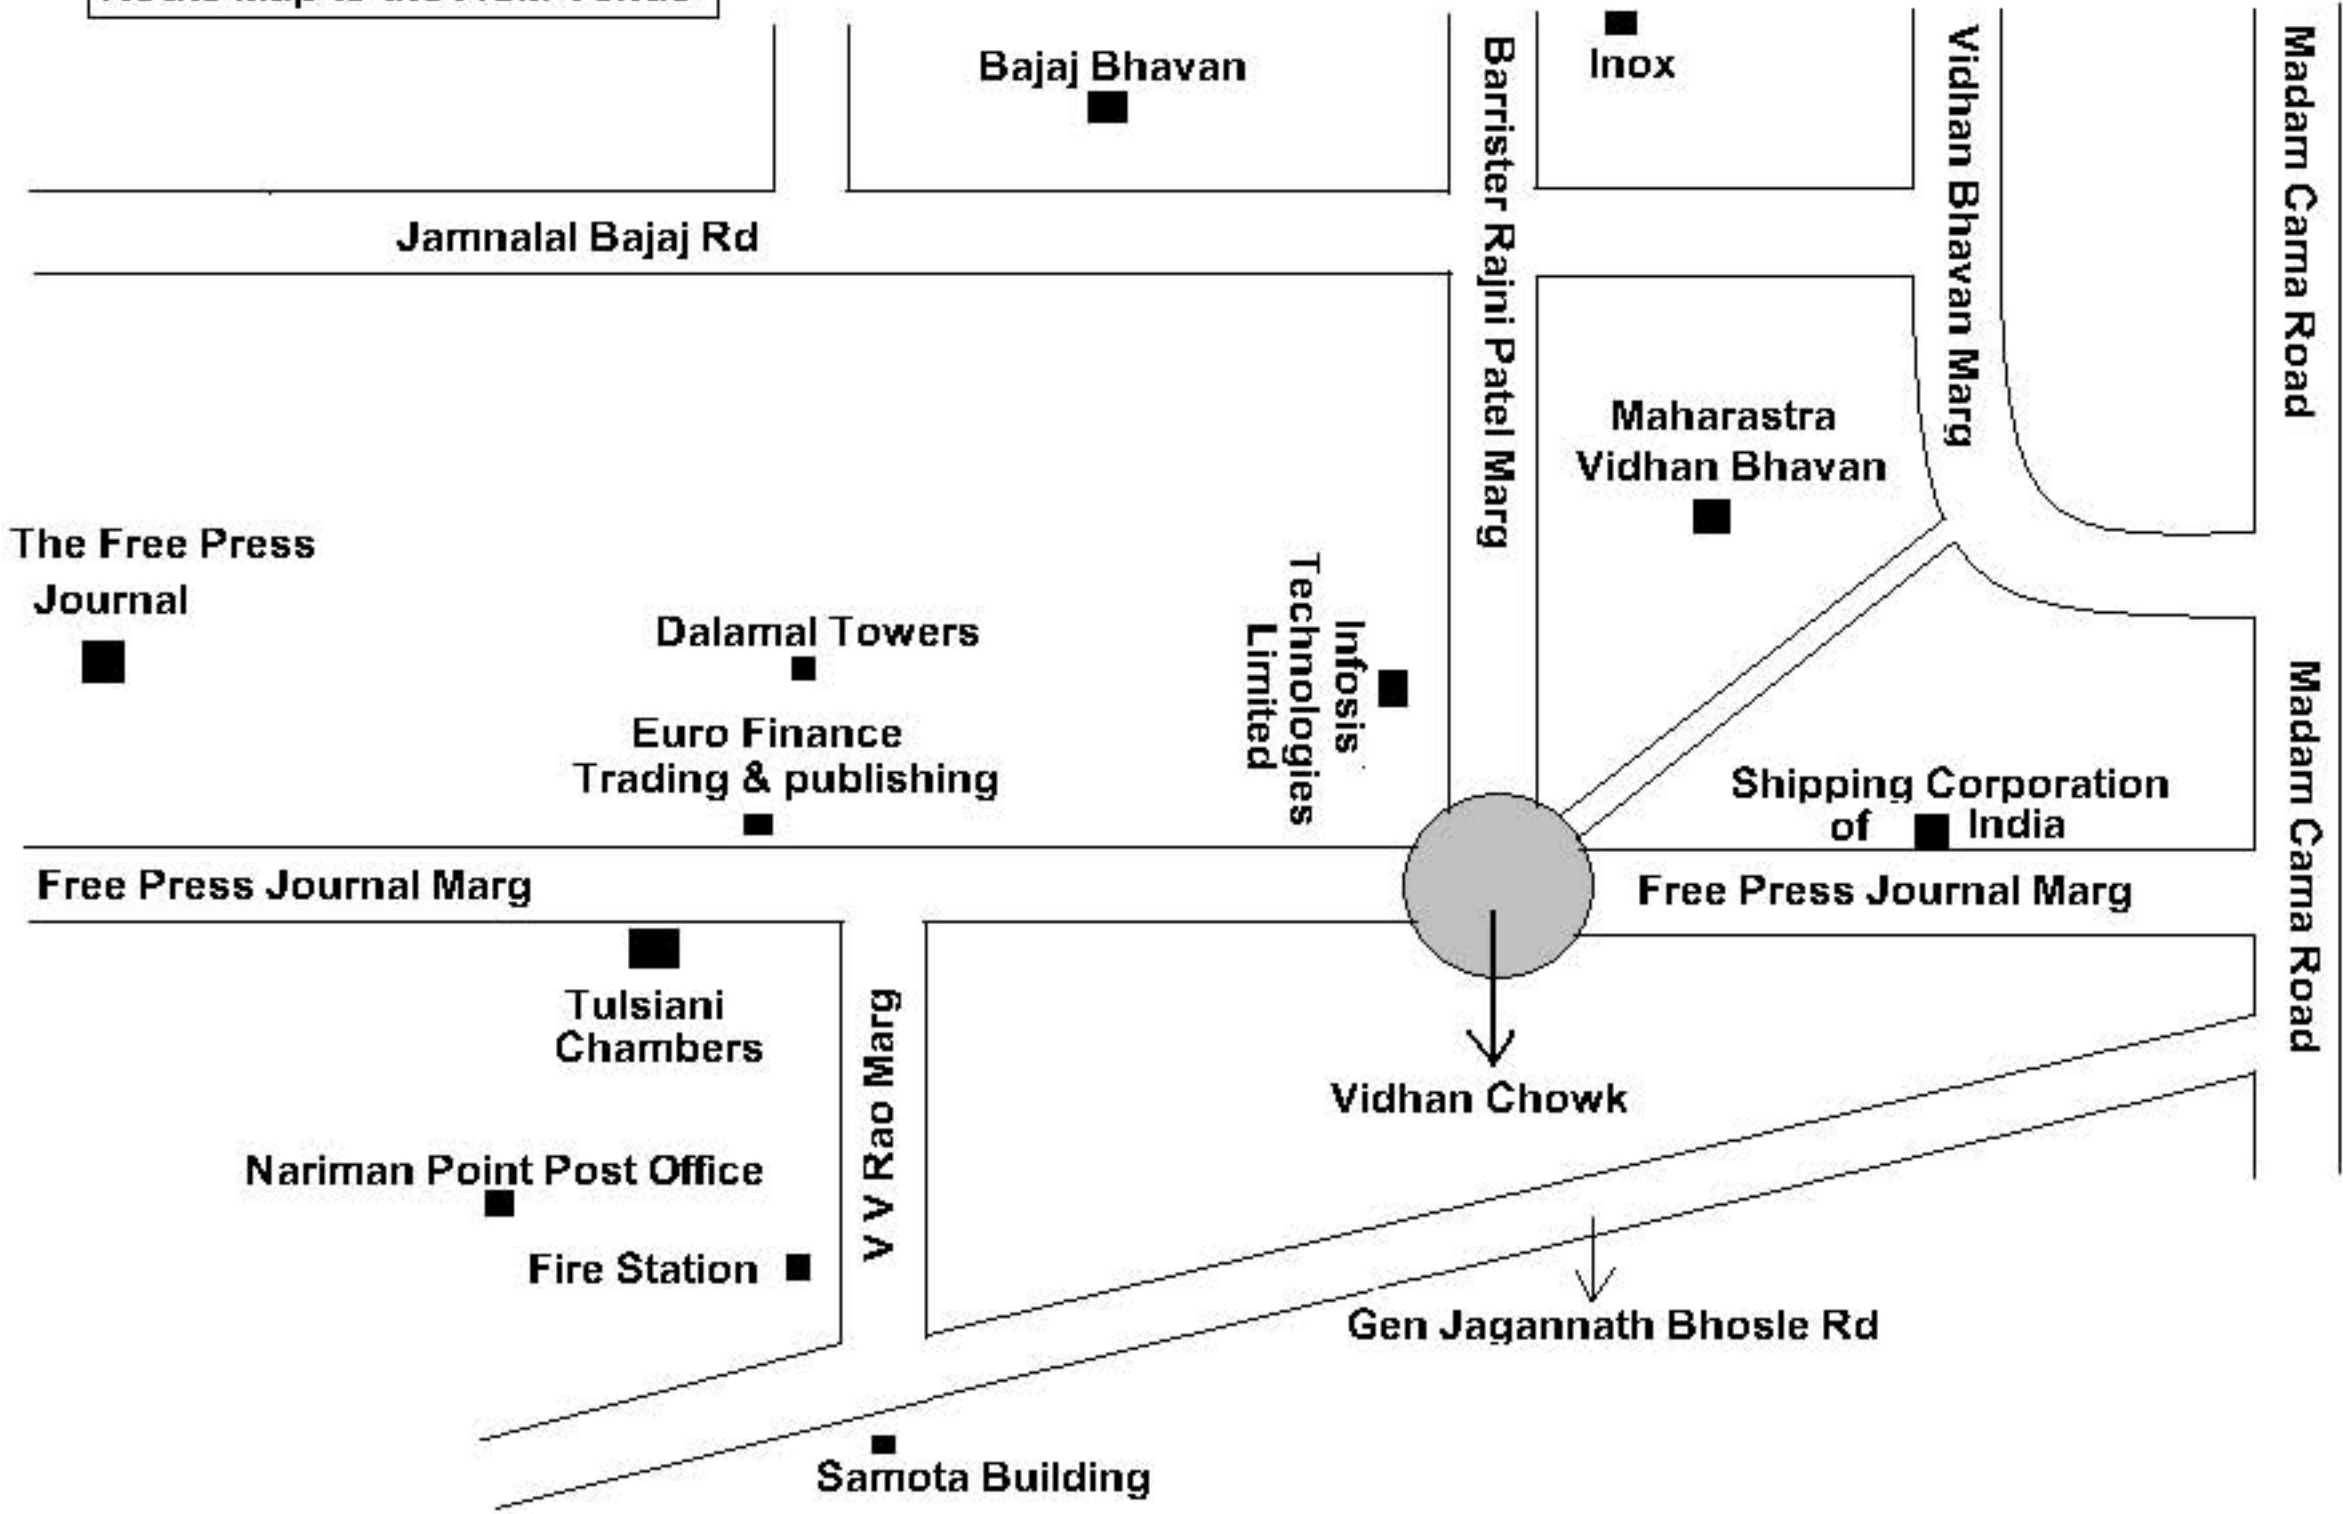 Bajaj Bhavan
Inox
Barrister Rajni Patel Marg
Vidhan Bhavan Marg
Madam Cama Road
Jamnalal Bajaj Rd
Maharastra
Vidhan Bhavan
The Free Press
Journal
Dalamal Towers
Euro Finance
Trading & publishing
Infosis
Technologies
Limited
Shipping Corporation
of India
Madam Cama Road
Free Press Journal Marg
Free Press Journal Marg
Tulsiani
Chambers
V V Rao Marg
Vidhan Chowk
Nariman Point Post Office
Fire Station
Gen Jagannath Bhosle Rd
Samota Building